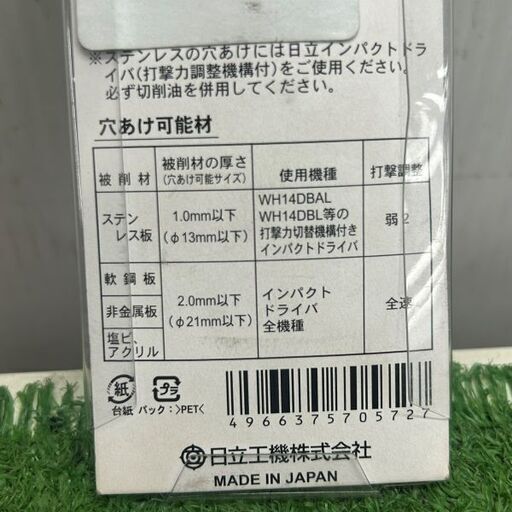 ※ステンレスの穴あけには日立インパクトドラ
イバ(打撃力調整機構付)をご使用ください。
必ず切削油を併用してください。
穴あけ可能材
被削材
被削材の厚さ
(穴あけ可能サイズ)
使用機種
打撃調整
ステン
レス板
1.0mm以下
(φ13mm以下)
WH14DBAL
WH14DBL等の
打撃力切替機構付き
インパクトドライバ
弱2
軟鋼板
非金属板
塩ビ、
アクリル
2.0mm以下
(φ21mm以下)
インパクト
ドライバ
全機種
全速
紙
プラ
台紙 パック:>PET<
4966375705727
日立工機株式会社
MADE IN JAPAN